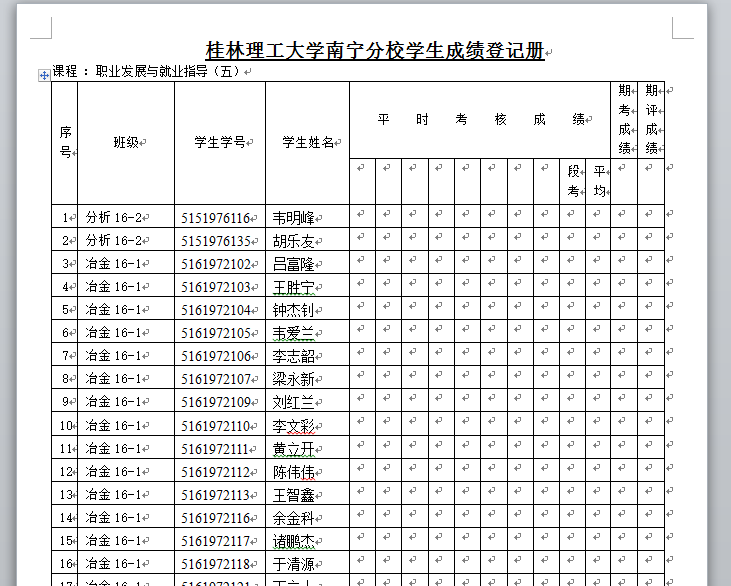 桂林理工大学南宁分校学生成绩登记册
课程 : 职业发展与就业指导（五）
序号 班级 学生学号 学生姓名 平时考核成绩 期考成绩 期评成绩
段考 平均
1 分析 16-2 5151976116 韦明峰
2 分析 16-2 5151976135 胡乐友
3 冶金 16-1 5161972102 吕富隆
4 冶金 16-1 5161972103 王胜宁
5 冶金 16-1 5161972104 钟杰钊
6 冶金 16-1 5161972105 韦爱兰
7 冶金 16-1 5161972106 李志韶
8 冶金 16-1 5161972107 梁永新
9 冶金 16-1 5161972109 刘红兰
10 冶金 16-1 5161972110 李文彩
11 冶金 16-1 5161972111 黄立开
12 冶金 16-1 5161972112 陈伟伟
13 冶金 16-1 5161972113 王智鑫
14 冶金 16-1 5161972116 余金科
15 冶金 16-1 5161972117 诸鹏杰
16 冶金 16-1 5161972118 于清源
17 冶金 16-1 5161972121